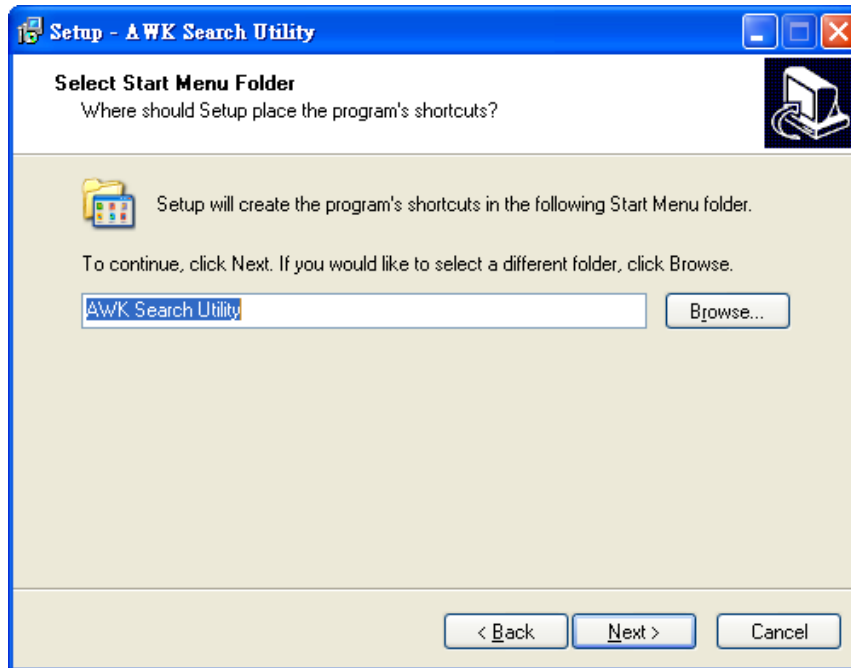 Setup - AWK Search Utility
Select Start Menu Folder
Where should Setup place the program's shortcuts?
Setup will create the program's shortcuts in the following Start Menu folder.
To continue, click Next. If you would like to select a different folder, click Browse.
AWK Search Utility
Browse...
< Back
Next >
Cancel